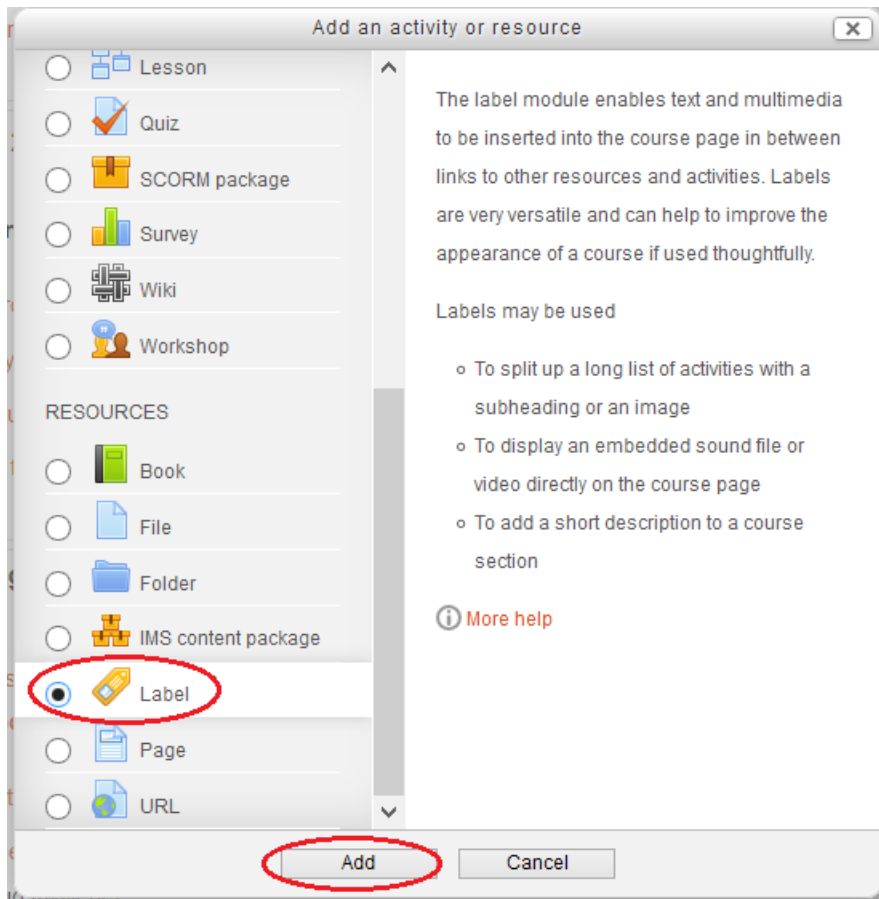 Add an activity or resource
Lesson
Quiz
SCORM package
Survey
Wiki
Workshop
RESOURCES
Book
File
Folder
IMS content package
Label
Page
URL
The label module enables text and multimedia
to be inserted into the course page in between
links to other resources and activities. Labels
are very versatile and can help to improve the
appearance of a course if used thoughtfully.
Labels may be used
To split up a long list of activities with a
subheading or an image
To display an embedded sound file or
video directly on the course page
To add a short description to a course
section
More help
Add
Cancel